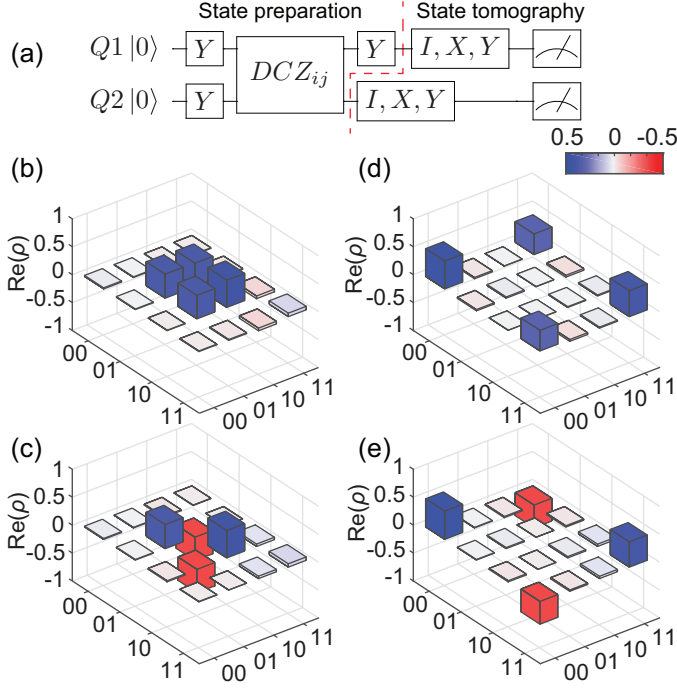 State preparation State tomography
(a) Q1 |0⟩ Y DCZij Y I, X, Y
Q2 |0⟩ Y I, X, Y
0.5 0 -0.5
(b) (d)
Re(ρ) 1 0.5 0 -0.5 -1 00 01 10 11 00 01 10 11
Re(ρ) 1 0.5 0 -0.5 -1 00 01 10 11 00 01 10 11
(c) (e)
Re(ρ) 1 0.5 0 -0.5 -1 00 01 10 11 00 01 10 11
Re(ρ) 1 0.5 0 -0.5 -1 00 01 10 11 00 01 10 11